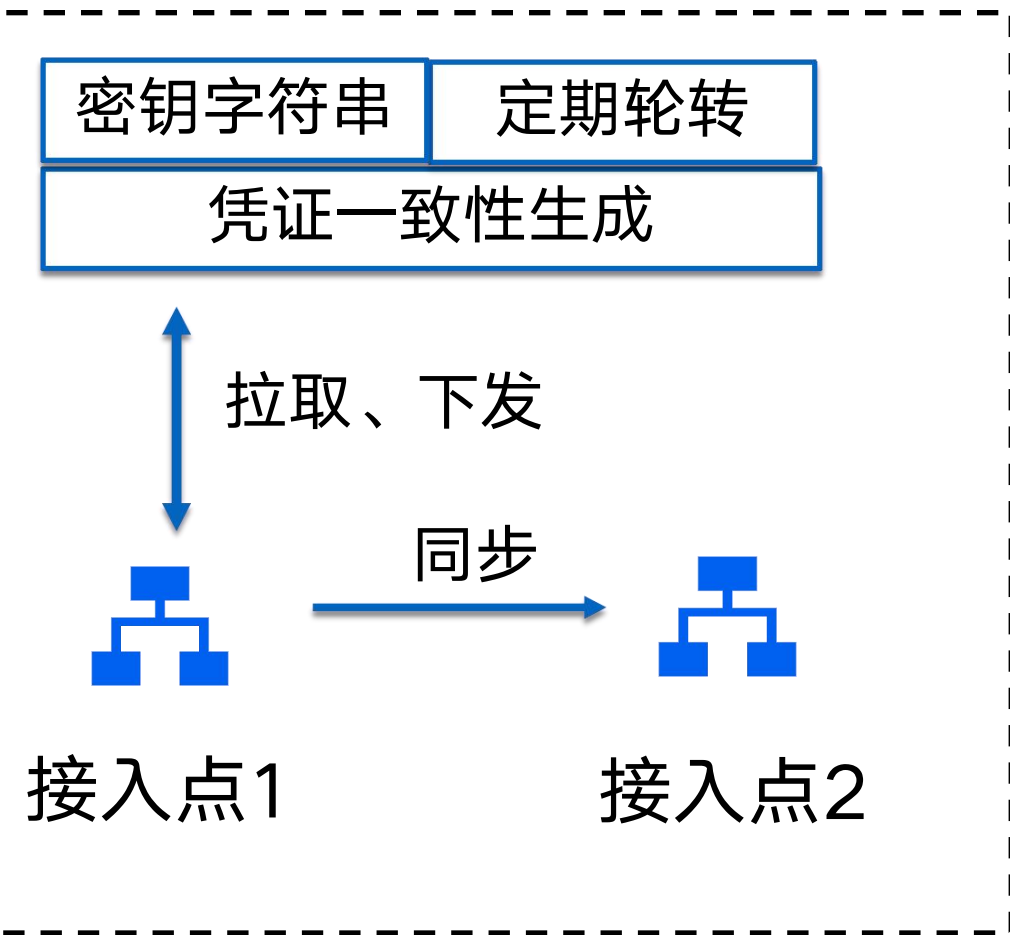 密钥字符串
定期轮转
凭证一致性生成
拉取、下发
同步
接入点1
接入点2